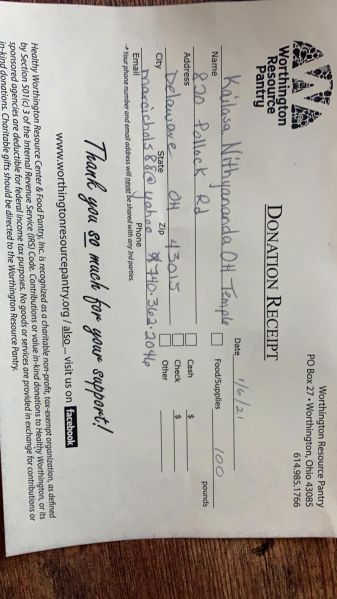 Worthington
Resource
Pantry
Worthington Resource Pantry
PO Box 27 • Worthington, Ohio 43085
614.985.1766
DONATION RECEIPT
Kailasa Nithyananda OH Temple
Name
Date 1/6/21
820 Pollock Rd
Address
Food/Supplies 100 pounds
Delaware OH 43015
City State Zip
Cash $
Check $
Other
740.362.2046
Email Phone
*Your phone number and email address will never be shared with any 3rd parties.
Thank you so much for your support!
www.worthingtonresourcepantry.org / also... visit us on facebook
Healthy Worthington Resource Center & Food Pantry, Inc. is recognized as a charitable non-profit, tax-exempt organization, as defined
by Section 501(c) 3 of the Internal Revenue Service (IRS) Code. Contributions or value in-kind donations to Healthy Worthington, or its
sponsored agencies are deductible for federal income tax purposes. No goods or services are provided in exchange for contributions or
in-kind donations. Charitable gifts should be directed to the Worthington Resource Pantry.